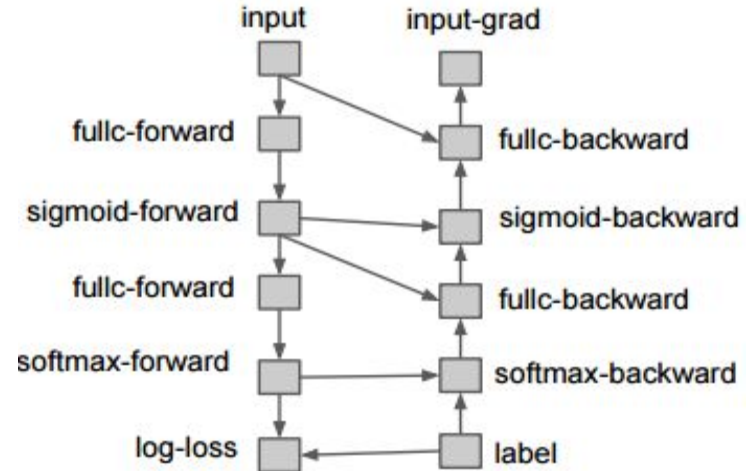 input
input-grad
fullc-forward
fullc-backward
sigmoid-forward
sigmoid-backward
fullc-forward
fullc-backward
softmax-forward
softmax-backward
log-loss
label